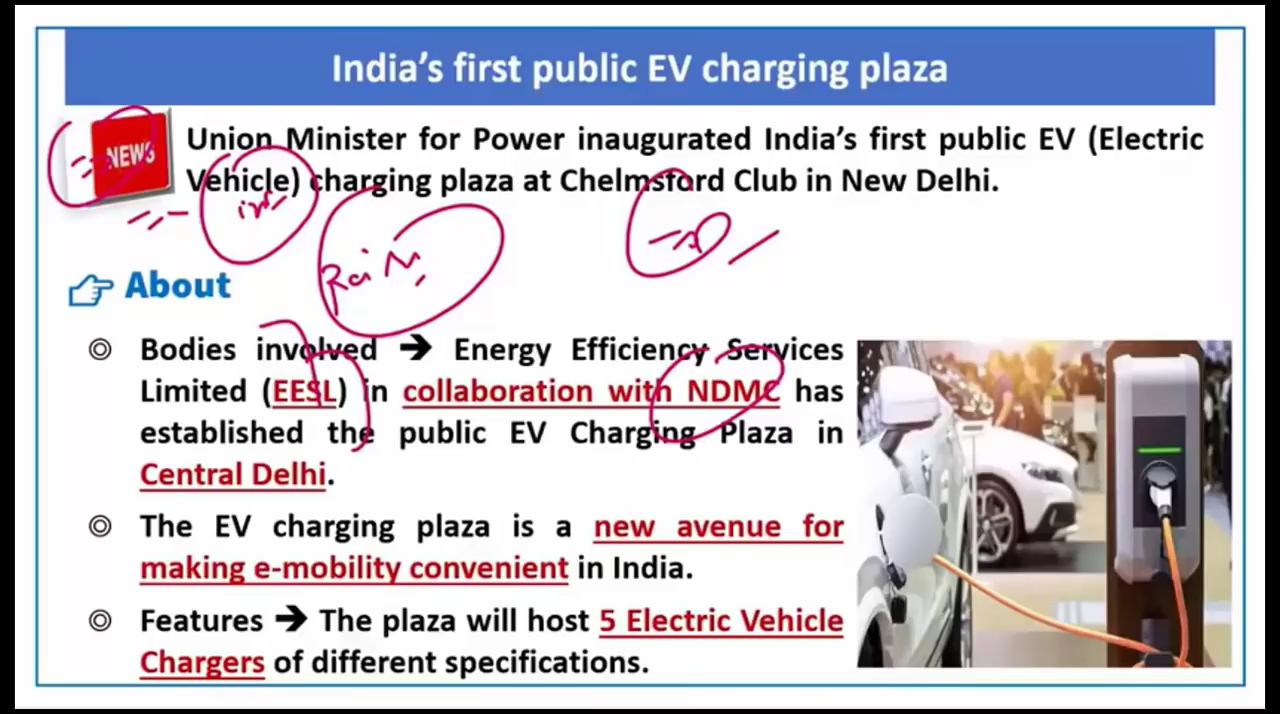 India's first public EV charging plaza
NEWS
Union Minister for Power inaugurated India's first public EV (Electric
Vehicle) charging plaza at Chelmsford Club in New Delhi.
About
◎ Bodies involved ➔ Energy Efficiency Services
Limited (EESL) in collaboration with NDMC has
established the public EV Charging Plaza in
Central Delhi.
◎ The EV charging plaza is a new avenue for
making e-mobility convenient in India.
◎ Features ➔ The plaza will host 5 Electric Vehicle
Chargers of different specifications.